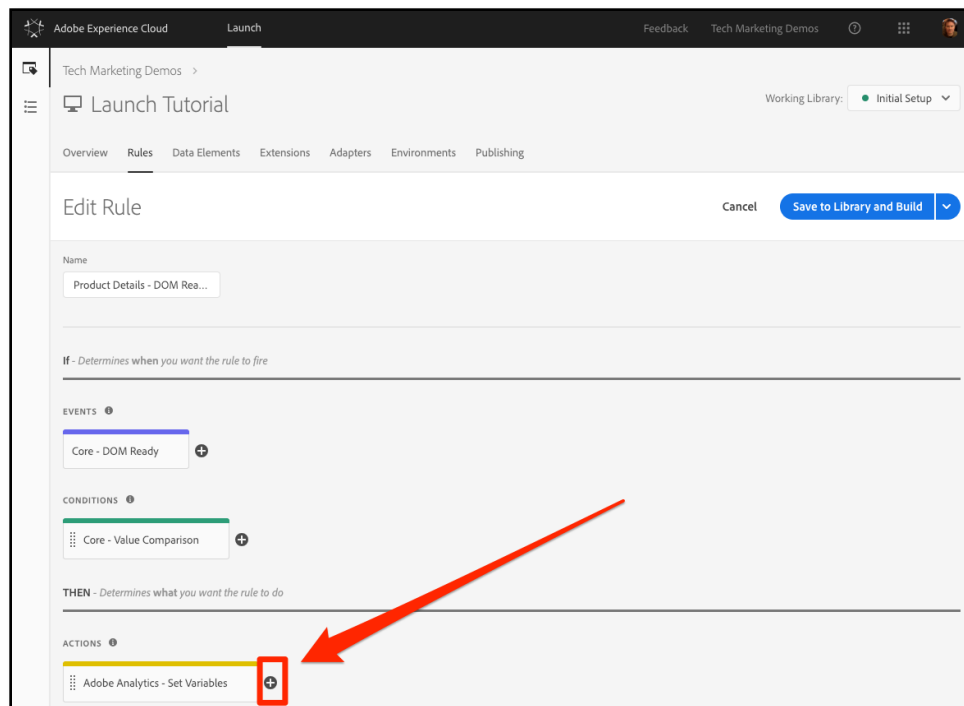 Adobe Experience Cloud Launch Feedback Tech Marketing Demos
Tech Marketing Demos >
Launch Tutorial
Working Library: Initial Setup
Overview Rules Data Elements Extensions Adapters Environments Publishing
Edit Rule
Cancel Save to Library and Build
Name
Product Details - DOM Rea...
If - Determines when you want the rule to fire
EVENTS
Core - DOM Ready
CONDITIONS
Core - Value Comparison
THEN - Determines what you want the rule to do
ACTIONS
Adobe Analytics - Set Variables